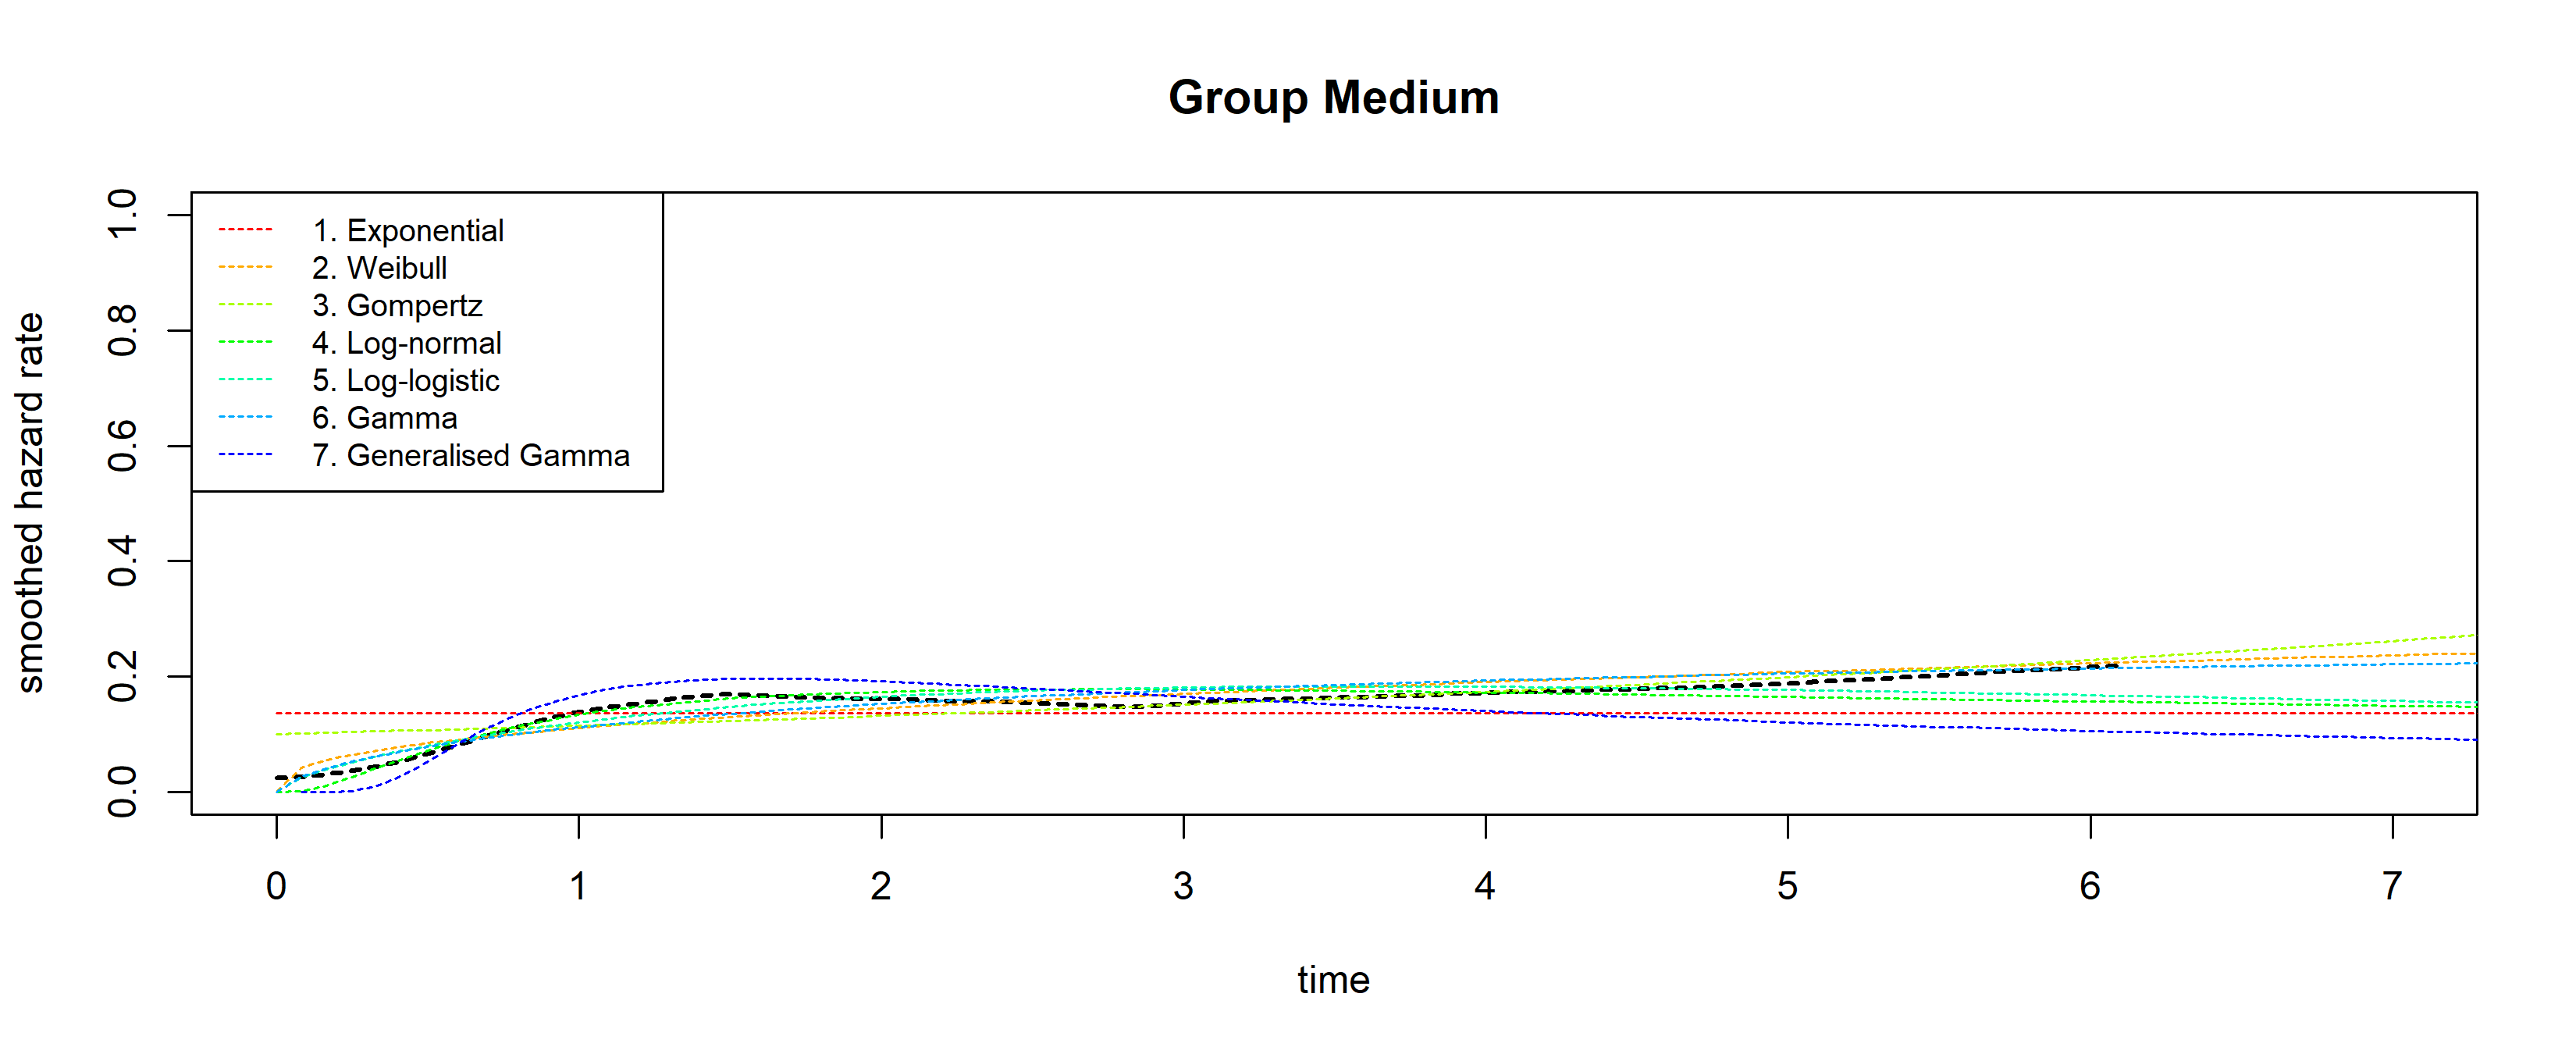 Group Medium
1. Exponential
2. Weibull
3. Gompertz
4. Log-normal
5. Log-logistic
6. Gamma
7. Generalised Gamma
smoothed hazard rate
1.0
0.8
0.6
0.4
0.2
0.0
0 1 2 3 4 5 6 7
time